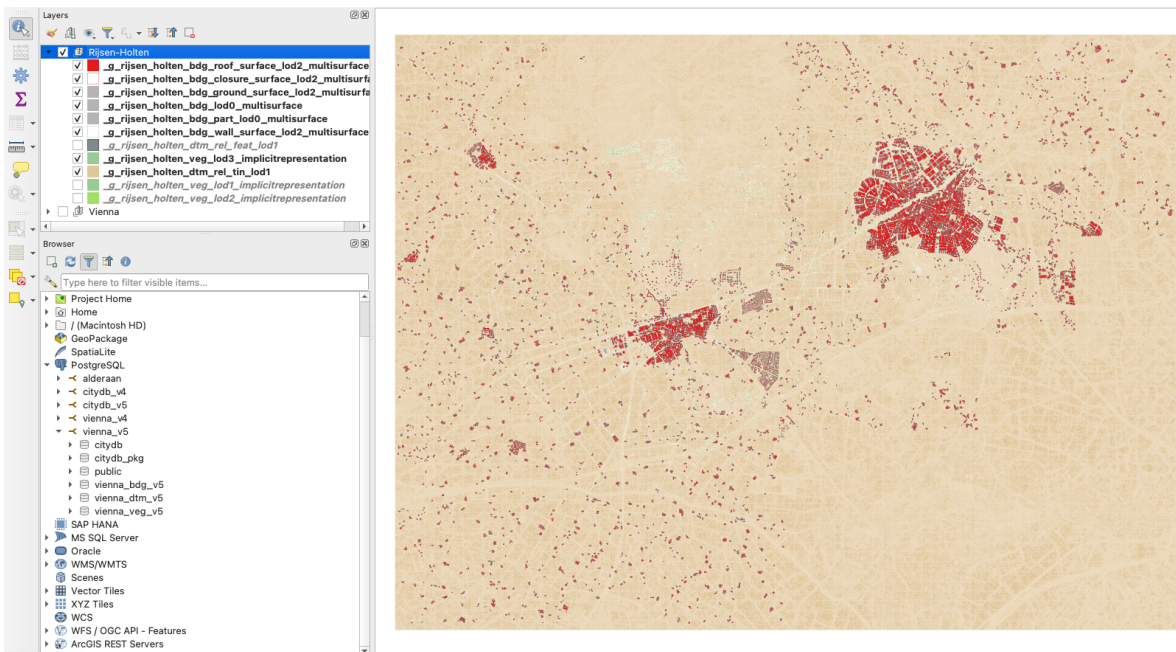 Layers
Rijsen-Holten
_g_rijsen_holten_bdg_roof_surface_lod2_multisurface
_g_rijsen_holten_bdg_closure_surface_lod2_multisurfa
_g_rijsen_holten_bdg_ground_surface_lod2_multisurfa
_g_rijsen_holten_bdg_lod0_multisurface
_g_rijsen_holten_bdg_part_lod0_multisurface
_g_rijsen_holten_bdg_wall_surface_lod2_multisurface
_g_rijsen_holten_dtm_rel_feat_lod1
_g_rijsen_holten_veg_lod3_implicitrepresentation
_g_rijsen_holten_dtm_rel_tin_lod1
_g_rijsen_holten_veg_lod1_implicitrepresentation
_g_rijsen_holten_veg_lod2_implicitrepresentation
Vienna
Browser
Type here to filter visible items...
Project Home
Home
/ (Macintosh HD)
GeoPackage
SpatiaLite
PostgreSQL
alderaan
citydb_v4
citydb_v5
vienna_v4
vienna_v5
citydb
citydb_pkg
public
vienna_bdg_v5
vienna_dtm_v5
vienna_veg_v5
SAP HANA
MS SQL Server
Oracle
WMS/WMTS
Scenes
Vector Tiles
XYZ Tiles
WCS
WFS / OGC API - Features
ArcGIS REST Servers